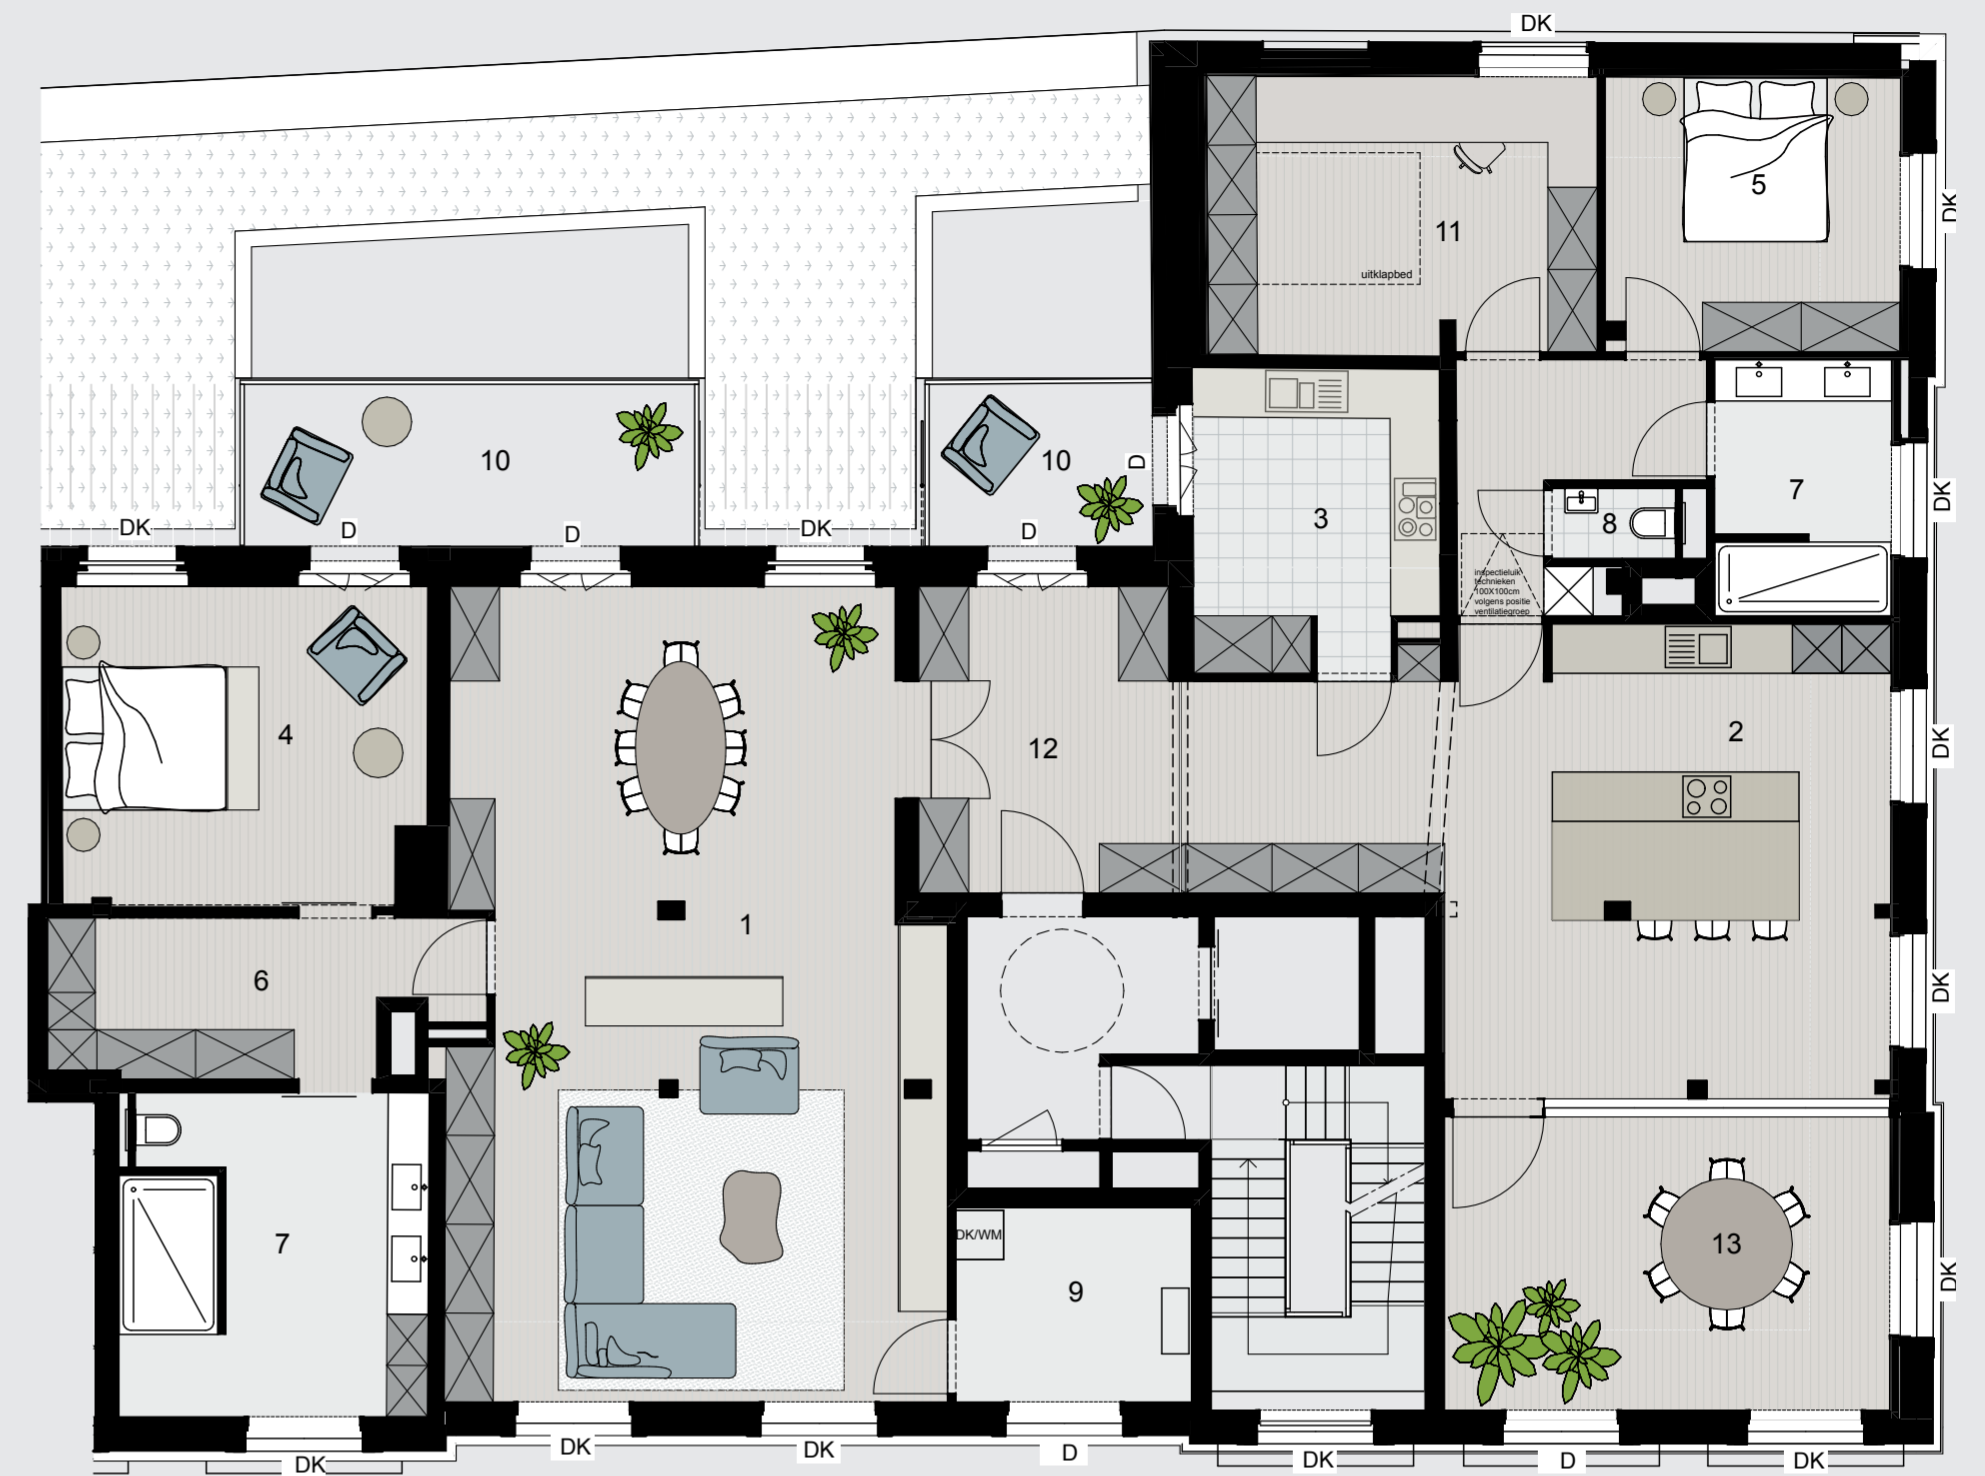 DK
5
DK
11
uitklapbed
10
10
D
3
7
DK
8
DK
D
D
DK
D
inspectieluik
technieken
100X100cm
volgens positie
ventilatiegroep
4
12
2
DK
1
6
DK
7
DK/WM
9
13
DK
DK
DK
DK
D
DK
D
DK